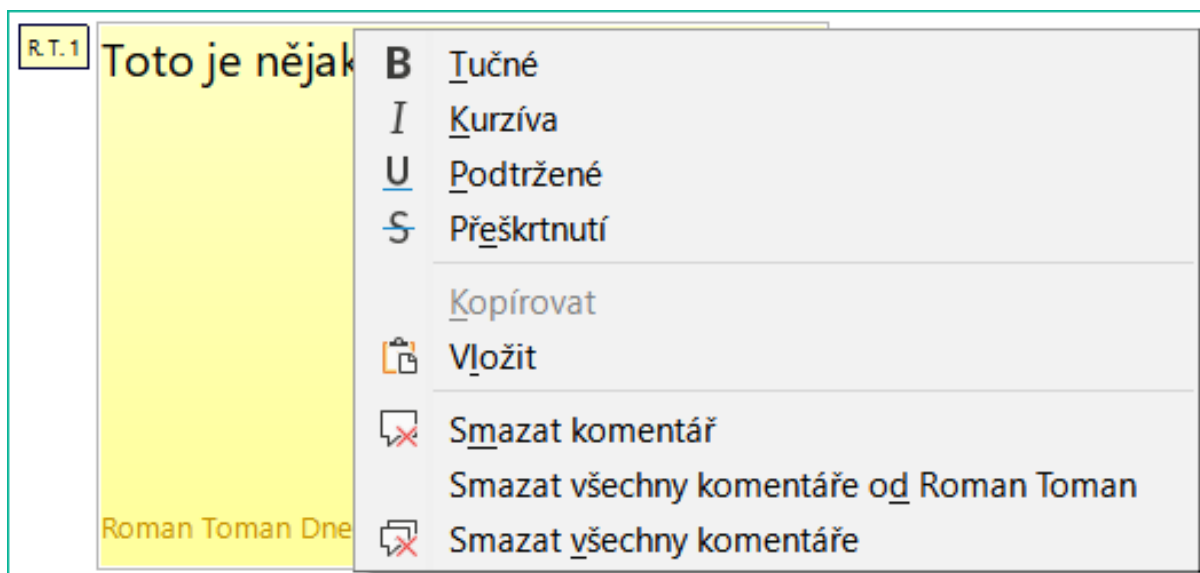 R.T. 1
Toto je nějak
Roman Toman Dne
Tučné
Kurzíva
Podtržené
Přeškrtnutí
Kopírovat
Vložit
Smazat komentář
Smazat všechny komentáře od Roman Toman
Smazat všechny komentáře